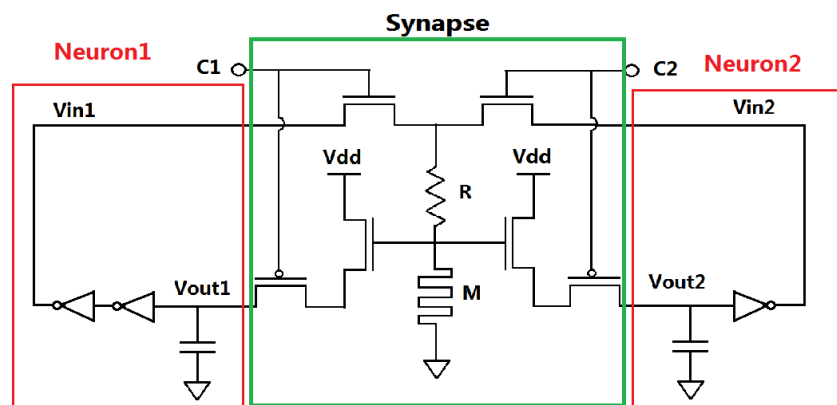 Synapse
Neuron1
C1
C2
Neuron2
Vin1
Vin2
Vdd
Vdd
R
Vout1
M
Vout2